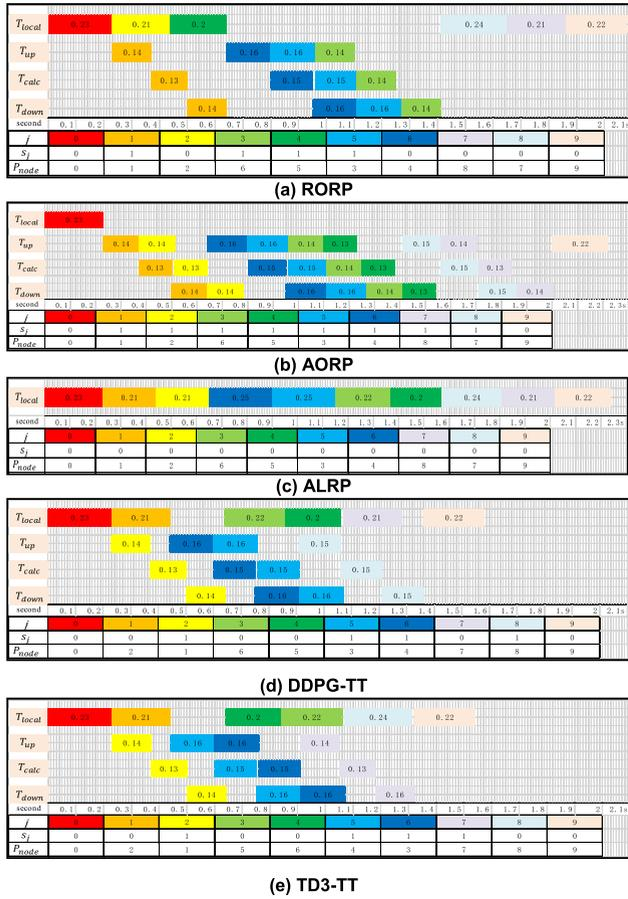 T_local 0.23 0.21 0.2 0.24 0.21 0.22
T_up 0.14 0.16 0.16 0.14
T_calc 0.13 0.15 0.15 0.14
T_down 0.14 0.16 0.16 0.14
second 0.1 0.2 0.3 0.4 0.5 0.6 0.7 0.8 0.9 1 1.1 1.2 1.3 1.4 1.5 1.6 1.7 1.8 1.9 2 2.1s
j 0 1 2 3 4 5 6 7 8 9
s_j 0 1 0 1 0 1 1 0 0 0
P_node 0 1 2 6 5 3 4 8 7 9
(a) RORP
T_local 0.23
T_up 0.14 0.14 0.16 0.16 0.14 0.13 0.15 0.14 0.22
T_calc 0.13 0.13 0.15 0.15 0.14 0.13 0.15 0.13
T_down 0.14 0.14 0.16 0.16 0.14 0.13 0.15 0.14
second 0.1 0.2 0.3 0.4 0.5 0.6 0.7 0.8 0.9 1 1.1 1.2 1.3 1.4 1.5 1.6 1.7 1.8 1.9 2 2.1 2.2 2.3s
j 0 1 2 3 4 5 6 7 8 9
s_j 0 1 1 1 1 1 1 1 1 0
P_node 0 1 2 6 5 3 4 8 7 9
(b) AORP
T_local 0.23 0.21 0.21 0.25 0.25 0.22 0.2 0.24 0.21 0.22
second 0.1 0.2 0.3 0.4 0.5 0.6 0.7 0.8 0.9 1 1.1 1.2 1.3 1.4 1.5 1.6 1.7 1.8 1.9 2 2.1 2.2 2.3s
j 0 1 2 3 4 5 6 7 8 9
s_j 0 0 0 0 0 0 0 0 0 0
P_node 0 1 2 6 5 3 4 8 7 9
(c) ALRP
T_local 0.23 0.21 0.22 0.2 0.21 0.22
T_up 0.14 0.16 0.16 0.15
T_calc 0.13 0.15 0.15 0.15
T_down 0.14 0.16 0.16 0.15
second 0.1 0.2 0.3 0.4 0.5 0.6 0.7 0.8 0.9 1 1.1 1.2 1.3 1.4 1.5 1.6 1.7 1.8 1.9 2 2.1s
j 0 1 2 3 4 5 6 7 8 9
s_j 0 0 1 0 0 1 1 0 1 0
P_node 0 2 1 6 5 3 4 7 8 9
(d) DDPG-TT
T_local 0.23 0.21 0.2 0.22 0.24 0.22
T_up 0.14 0.16 0.16 0.14
T_calc 0.13 0.15 0.15 0.13
T_down 0.14 0.16 0.16 0.16
second 0.1 0.2 0.3 0.4 0.5 0.6 0.7 0.8 0.9 1 1.1 1.2 1.3 1.4 1.5 1.6 1.7 1.8 1.9 2 2.1s
j 0 1 2 3 4 5 6 7 8 9
s_j 0 0 1 0 0 1 1 1 0 0
P_node 0 2 1 5 6 4 3 7 8 9
(e) TD3-TT